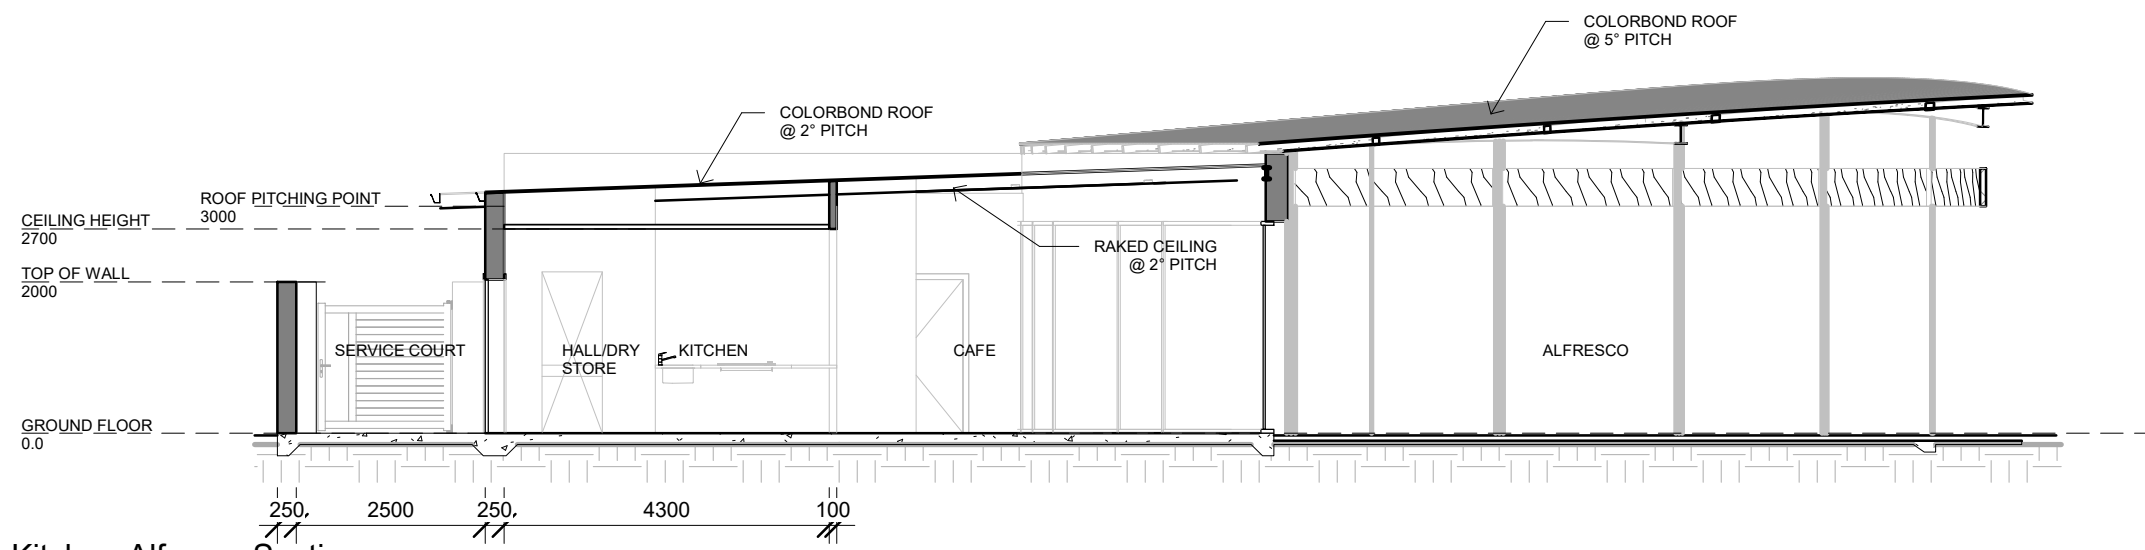 COLORBOND ROOF
@ 5° PITCH
COLORBOND ROOF
@ 2° PITCH
ROOF PITCHING POINT
3000
CEILING HEIGHT
2700
RAKED CEILING
@ 2° PITCH
TOP OF WALL
2000
SERVICE COURT
HALL/DRY
STORE
KITCHEN
CAFE
ALFRESCO
GROUND FLOOR
0.0
250 2500 250 4300 100